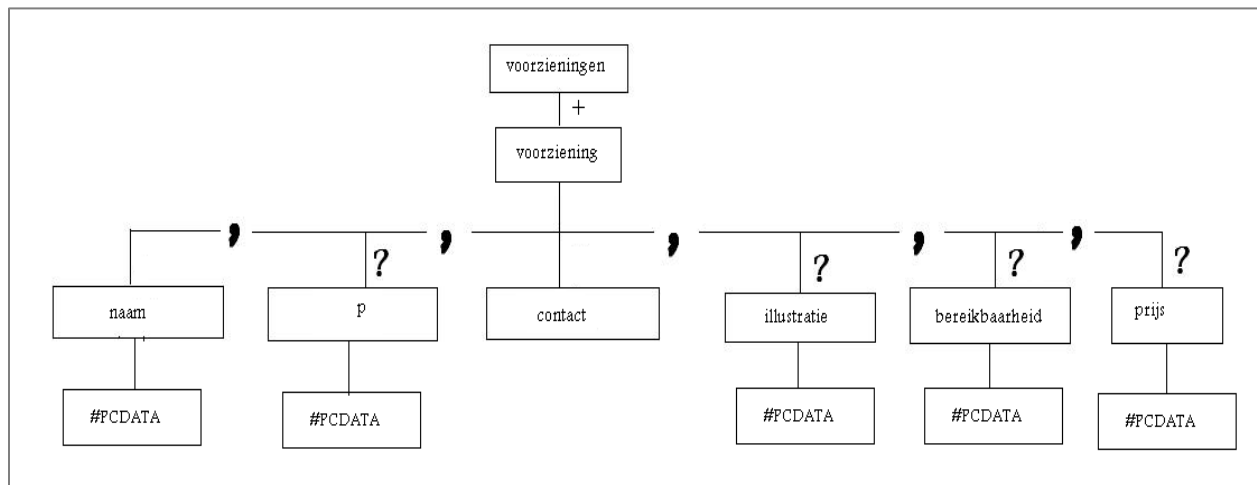 voorzieningen
+
voorziening
, , , , ,
? ? ? ?
naam p contact illustratie bereikbaarheid prijs
#PCDATA #PCDATA #PCDATA #PCDATA #PCDATA